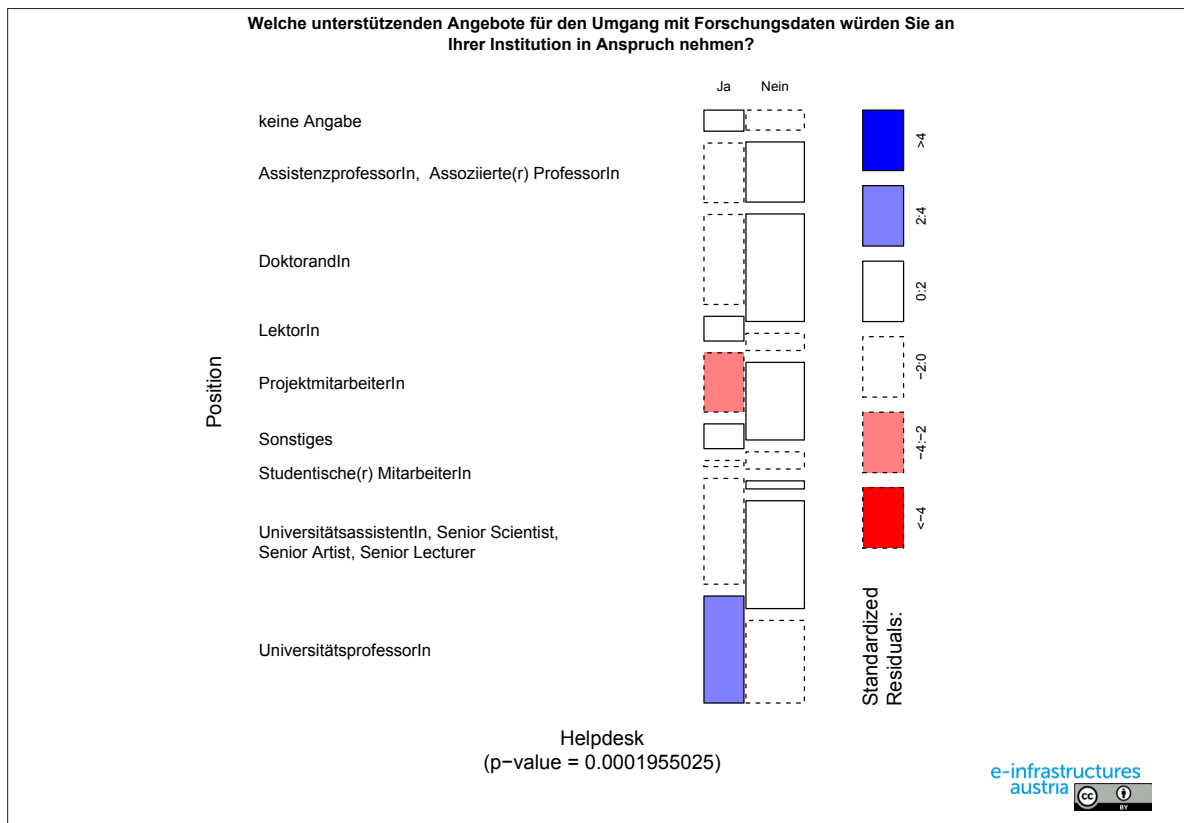 Welche unterstützenden Angebote für den Umgang mit Forschungsdaten würden Sie an
Ihrer Institution in Anspruch nehmen?
Ja
Nein
keine Angabe
AssistenzprofessorIn, Assoziierte(r) ProfessorIn
DoktorandIn
LektorIn
ProjektmitarbeiterIn
Sonstiges
Studentische(r) MitarbeiterIn
UniversitätsassistentIn, Senior Scientist,
Senior Artist, Senior Lecturer
UniversitätsprofessorIn
Position
Helpdesk
(p−value = 0.0001955025)
>4
2:4
0:2
−2:0
−4:−2
<−4
Standardized
Residuals:
e-infrastructures
austria
cc
BY